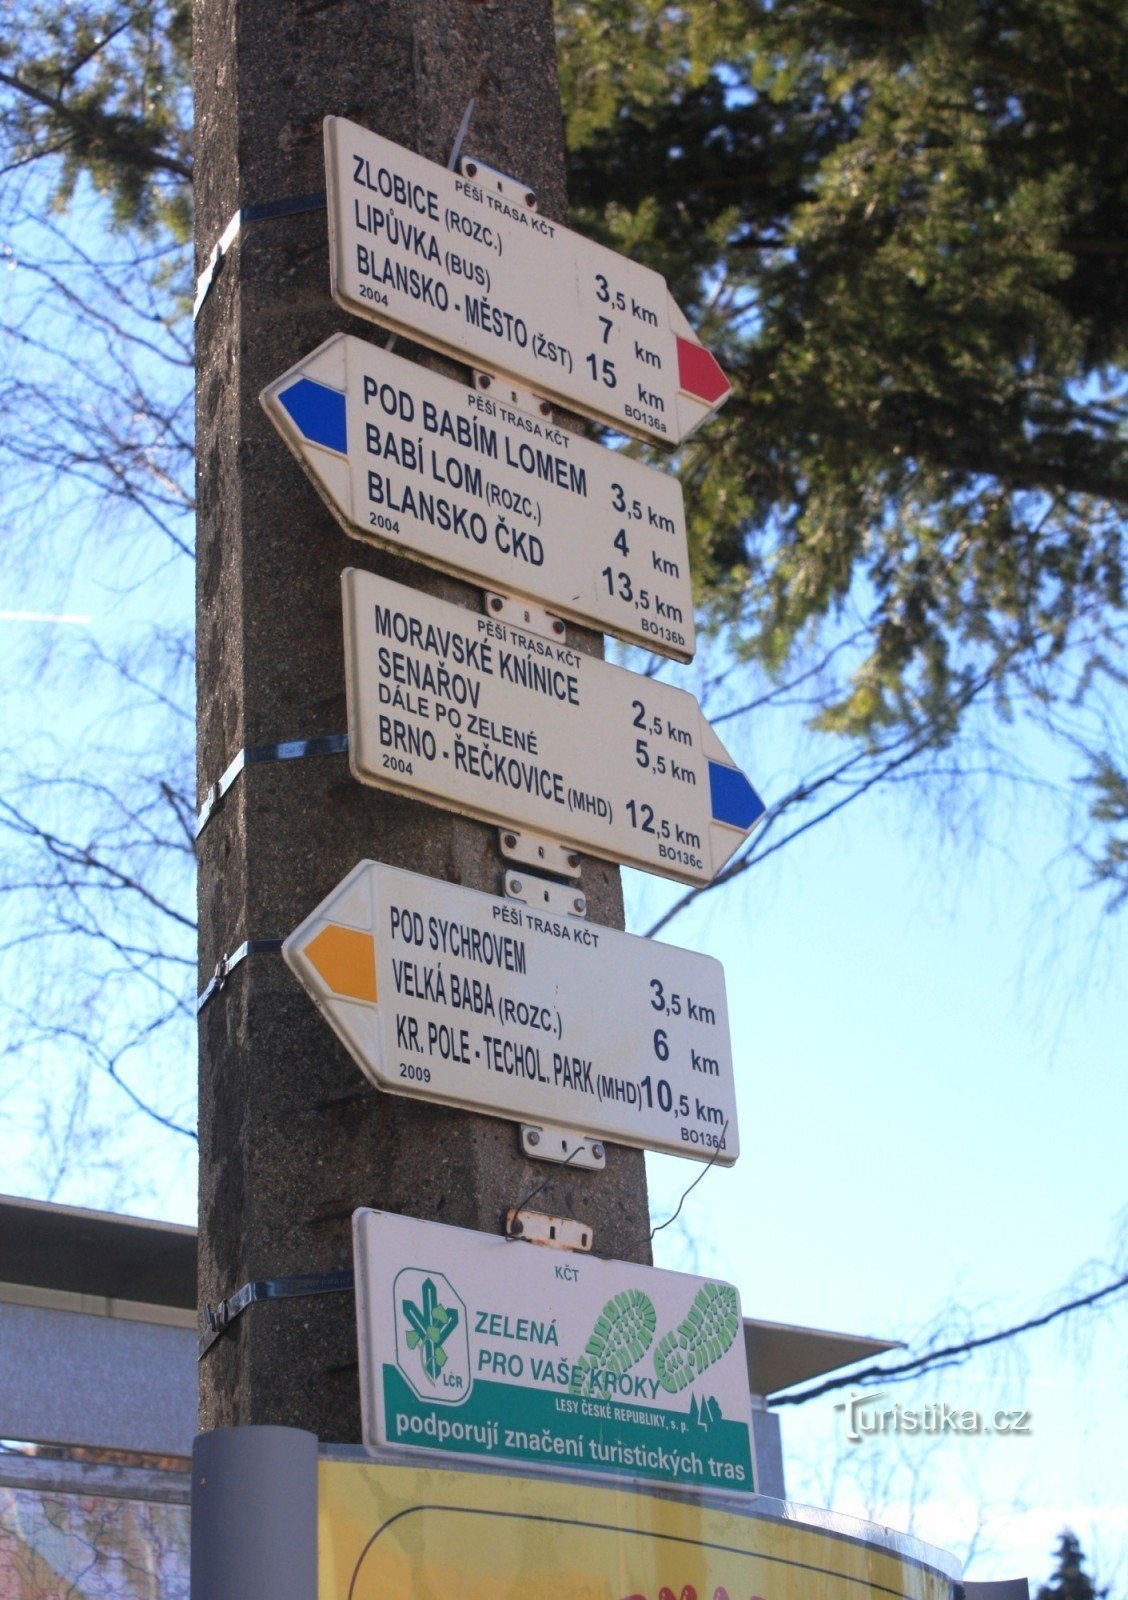 PĚŠÍ TRASA KČT
ZLOBICE (ROZC.) 3,5 km
LIPŮVKA (BUS) 7 km
BLANSKO - MĚSTO (ŽST) 15 km
2004 BO136a
PĚŠÍ TRASA KČT
POD BABÍM LOMEM 3,5 km
BABÍ LOM (ROZC.) 4 km
BLANSKO ČKD 13,5 km
2004 BO136b
PĚŠÍ TRASA KČT
MORAVSKÉ KNÍNICE 2,5 km
SENAŘOV 5,5 km
DÁLE PO ZELENÉ
BRNO - ŘEČKOVICE (MHD) 12,5 km
2004 BO136c
PĚŠÍ TRASA KČT
POD SYCHROVEM 3,5 km
VELKÁ BABA (ROZC.) 6 km
KR. POLE - TECHOL. PARK (MHD) 10,5 km
2009 BO136d
KČT
ZELENÁ
PRO VAŠE KROKY
LČR
LESY ČESKÉ REPUBLIKY, s. p.
podporují značení turistických tras
Turistika.cz